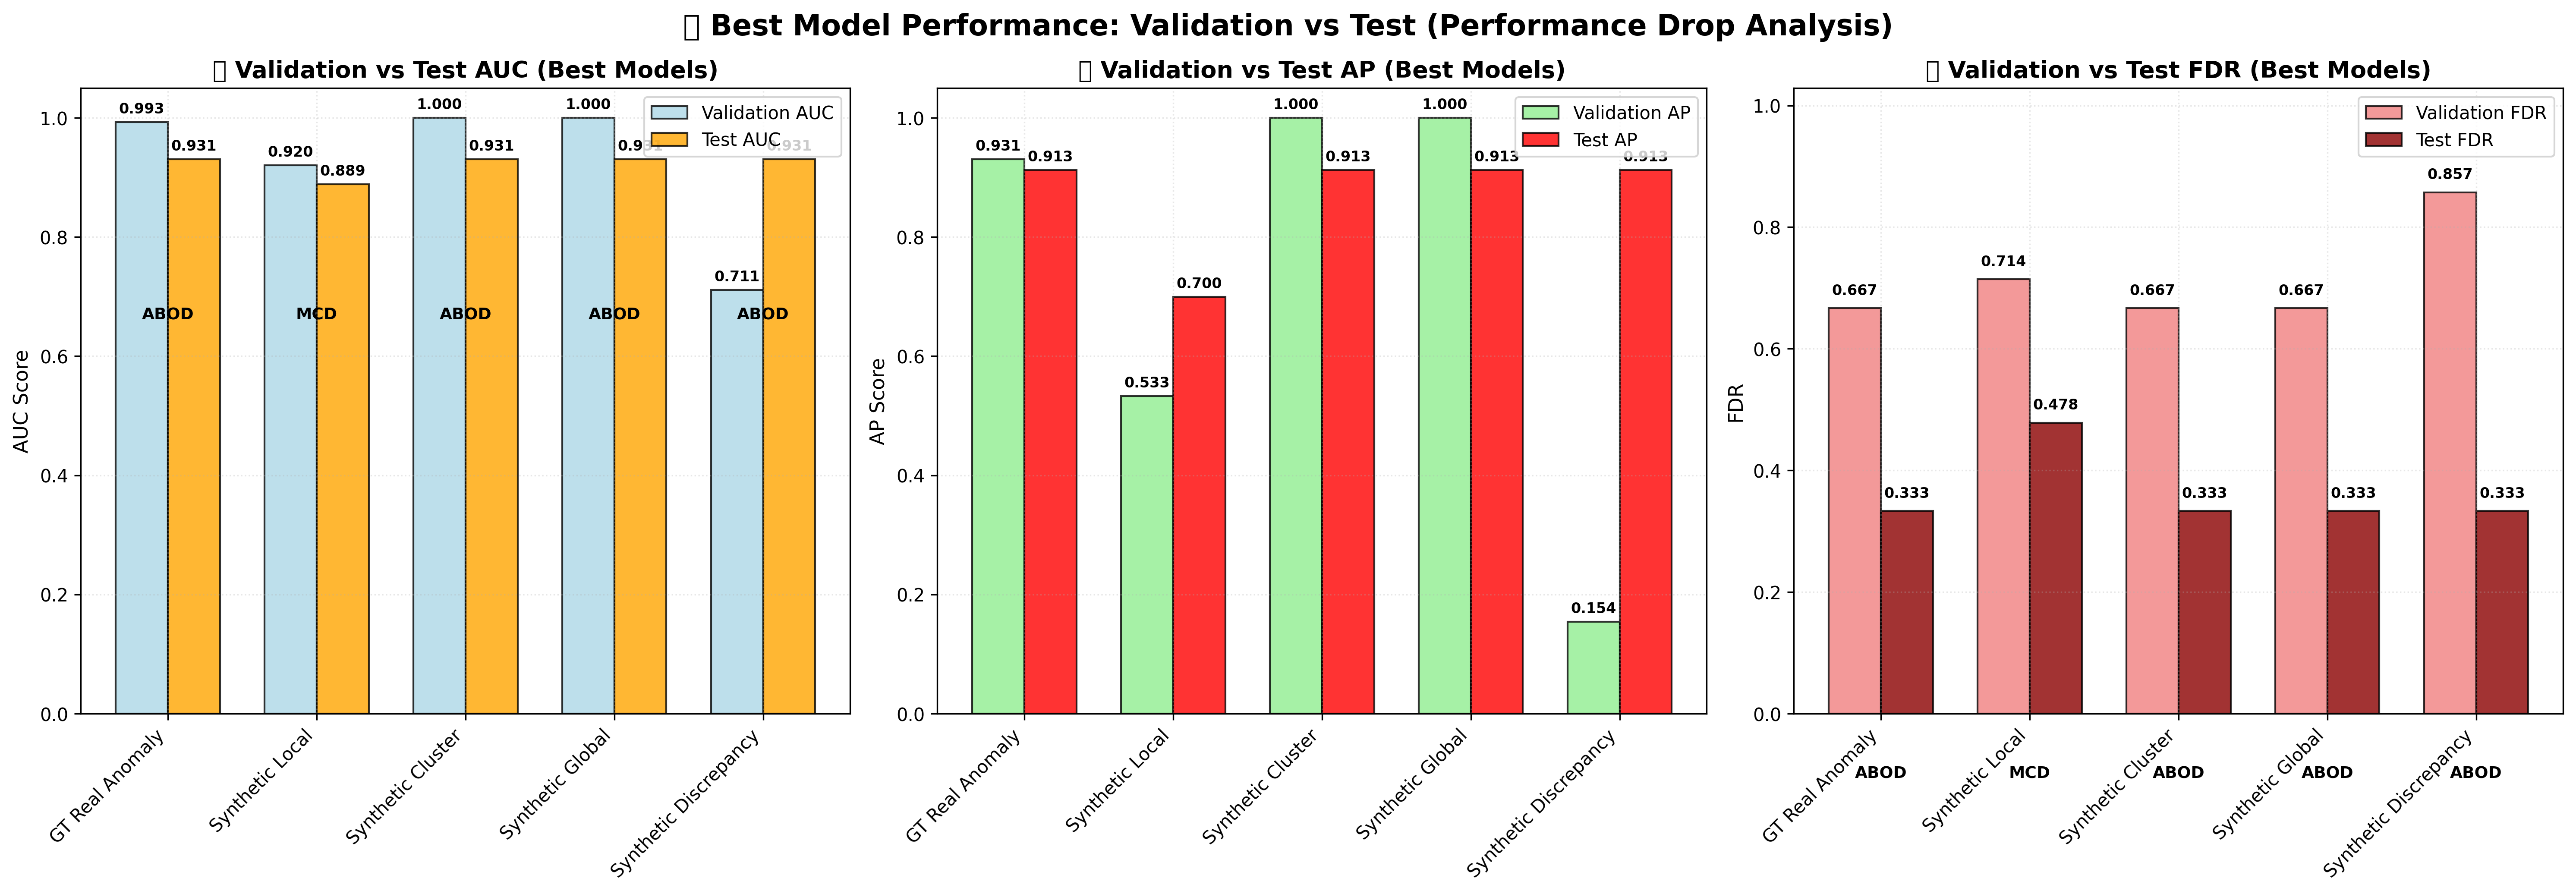 ▯ Best Model Performance: Validation vs Test (Performance Drop Analysis)
▯ Validation vs Test AUC (Best Models)
AUC Score
1.0
0.8
0.6
0.4
0.2
0.0
Validation AUC
Test AUC
0.993
0.931
0.920
0.889
1.000
0.931
1.000
0.931
0.711
0.931
ABOD
MCD
ABOD
ABOD
ABOD
GT Real Anomaly
Synthetic Local
Synthetic Cluster
Synthetic Global
Synthetic Discrepancy
▯ Validation vs Test AP (Best Models)
AP Score
1.0
0.8
0.6
0.4
0.2
0.0
Validation AP
Test AP
0.931
0.913
0.533
0.700
1.000
0.913
1.000
0.913
0.154
0.913
GT Real Anomaly
Synthetic Local
Synthetic Cluster
Synthetic Global
Synthetic Discrepancy
▯ Validation vs Test FDR (Best Models)
FDR
1.0
0.8
0.6
0.4
0.2
0.0
Validation FDR
Test FDR
0.667
0.333
0.714
0.478
0.667
0.333
0.667
0.333
0.857
0.333
GT Real Anomaly
Synthetic Local
Synthetic Cluster
Synthetic Global
Synthetic Discrepancy
ABOD
MCD
ABOD
ABOD
ABOD